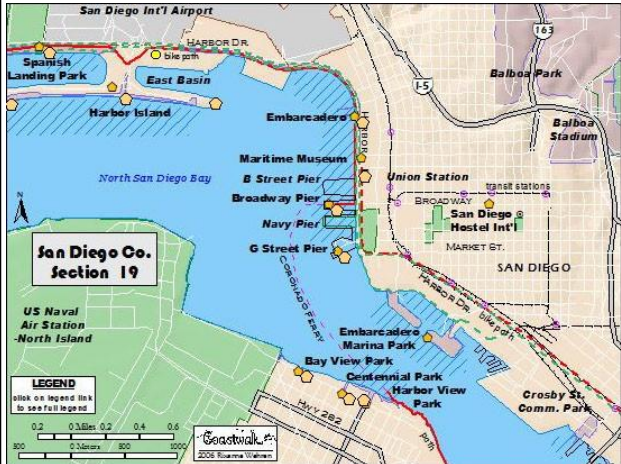 San Diego Int'l Airport
HARBOR DR.
bike path
163
Spanish
Landing Park
East Basin
I-5
Balboa Park
Harbor Island
Embarcadero
HARBOR
Balboa
Stadium
Maritime Museum
Union Station
North San Diego Bay
B Street Pier
transit stations
Broadway Pier
BROADWAY
N
San Diego
Hostel Int'l
Navy Pier
MARKET ST.
G Street Pier
San Diego Co.
Section 19
SAN DIEGO
CORONADO FERRY
HARBOR DR.
bike path
US Naval
Air Station
-North Island
Embarcadero
Marina Park
Bay View Park
LEGEND
click on legend link
to see full legend
Centennial Park
Harbor View
Park
Crosby St.
Comm. Park
HWY 282
0.2 0 Miles 0.2 0.4 0.6
500 0 Meters 500 1000
Coastwalk
2006 Roxanne Wehren
path